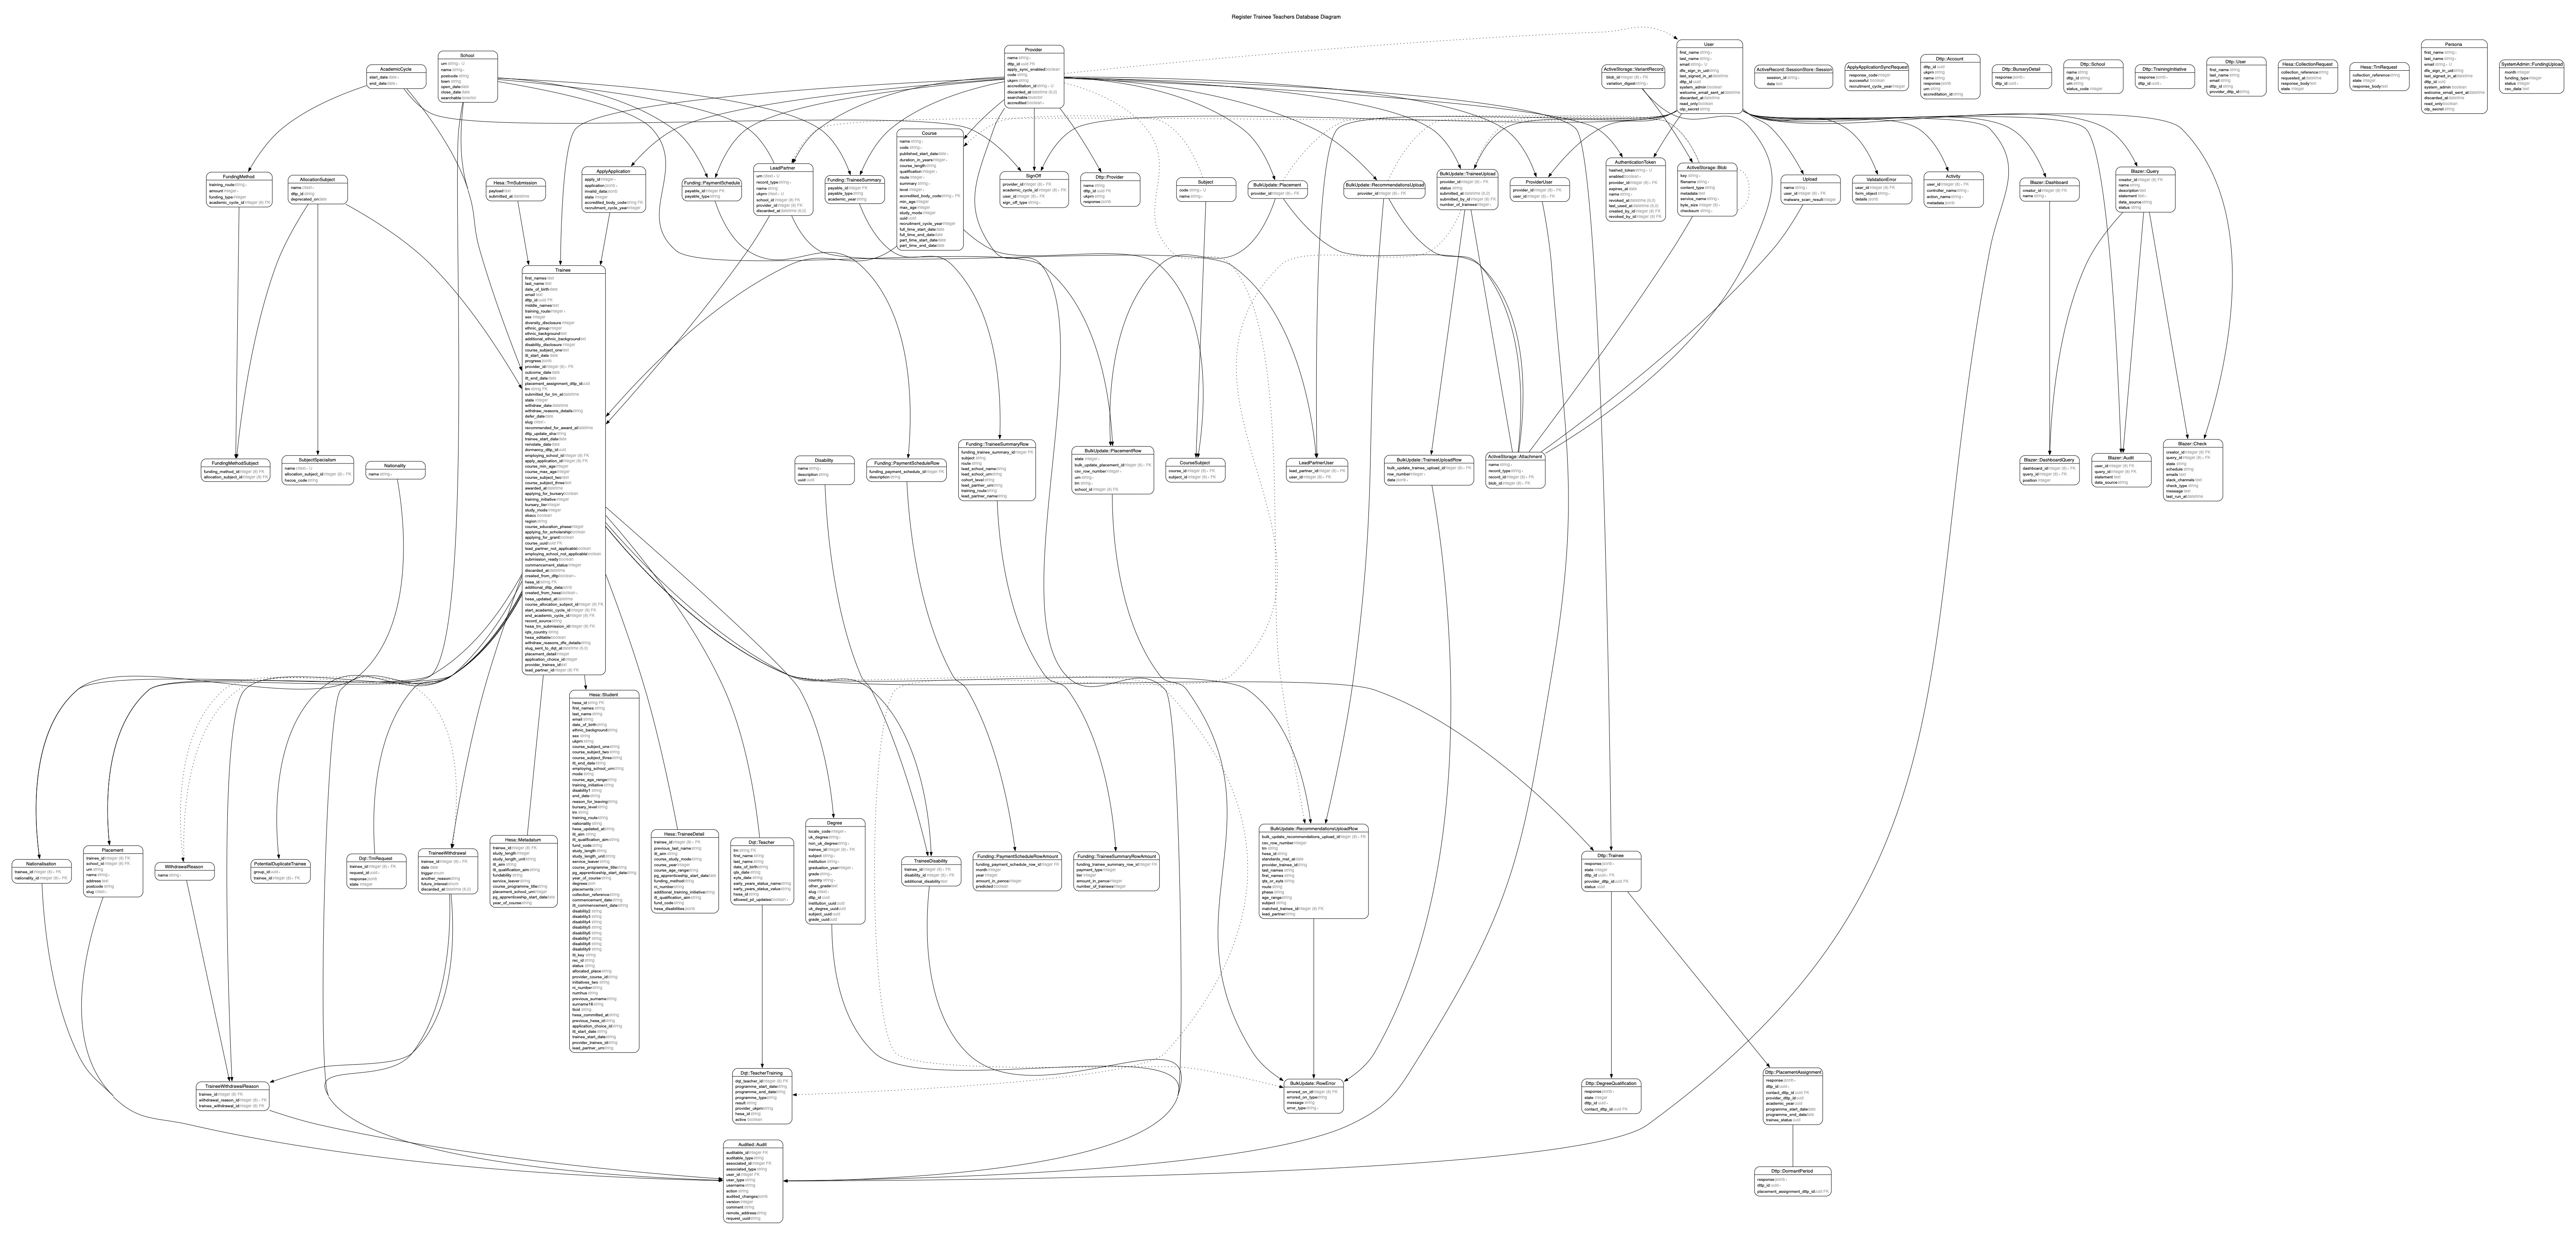 Register Trainee Teachers Database Diagram
AcademicCycle
start_date date ∗
end_date date ∗
School
urn string ∗ U
name string ∗
postcode string
town string
open_date date
close_date date
searchable tsvector
Provider
name string ∗
dttp_id uuid FK
apply_sync_enabled boolean
code string
ukprn string
accreditation_id string ∗ U
discarded_at datetime (0,0)
searchable tsvector
accredited boolean ∗
User
first_name string ∗
last_name string ∗
email string ∗ U
dfe_sign_in_uid string
last_signed_in_at datetime
dttp_id uuid
system_admin boolean
welcome_email_sent_at datetime
discarded_at datetime
read_only boolean
otp_secret string
ActiveStorage::VariantRecord
blob_id integer (8) ∗ FK
variation_digest string ∗
ActiveRecord::SessionStore::Session
session_id string ∗
data text
ApplyApplicationSyncRequest
response_code integer
successful boolean
recruitment_cycle_year integer
Dttp::Account
dttp_id uuid
ukprn string
name string
response jsonb
urn string
accreditation_id string
Dttp::BursaryDetail
response jsonb ∗
dttp_id uuid ∗
Dttp::School
name string
dttp_id string
urn string
status_code integer
Dttp::TrainingInitiative
response jsonb ∗
dttp_id uuid ∗
Dttp::User
first_name string
last_name string
email string
dttp_id string
provider_dttp_id string
Hesa::CollectionRequest
collection_reference string
requested_at datetime
response_body text
state integer
Hesa::TrnRequest
collection_reference string
state integer
response_body text
Persona
first_name string ∗
last_name string ∗
email string ∗ U
dfe_sign_in_uid string
last_signed_in_at datetime
dttp_id uuid
system_admin boolean
welcome_email_sent_at datetime
discarded_at datetime
read_only boolean
otp_secret string
SystemAdmin::FundingUpload
month integer
funding_type integer
status integer
csv_data text
FundingMethod
training_route string ∗
amount integer ∗
funding_type integer
academic_cycle_id integer (8) FK
AllocationSubject
name citext ∗
dttp_id string
deprecated_on date
Hesa::TrnSubmission
payload text
submitted_at datetime
ApplyApplication
apply_id integer ∗
application jsonb ∗
invalid_data jsonb
state integer
accredited_body_code string FK
recruitment_cycle_year integer
Funding::PaymentSchedule
payable_id integer FK
payable_type string
LeadPartner
urn citext ∗ U
record_type string ∗
name string
ukprn citext ∗ U
school_id integer (8) FK
provider_id integer (8) FK
discarded_at datetime (0,0)
Funding::TraineeSummary
payable_id integer FK
payable_type string
academic_year string
Course
name string ∗
code string ∗
published_start_date date ∗
duration_in_years integer ∗
course_length string
qualification integer ∗
route integer ∗
summary string ∗
level integer ∗
accredited_body_code string ∗ FK
min_age integer
max_age integer
study_mode integer
uuid uuid
recruitment_cycle_year integer
full_time_start_date date
full_time_end_date date
part_time_start_date date
part_time_end_date date
SignOff
provider_id integer (8) ∗ FK
academic_cycle_id integer (8) ∗ FK
user_id integer (8) ∗ FK
sign_off_type string ∗
Dttp::Provider
name string
dttp_id uuid FK
ukprn string
response jsonb
Subject
code string ∗ U
name string ∗
BulkUpdate::Placement
provider_id integer (8) ∗ FK
BulkUpdate::RecommendationsUpload
provider_id integer (8) ∗ FK
BulkUpdate::TraineeUpload
provider_id integer (8) ∗ FK
status string
submitted_at datetime (0,0)
submitted_by_id integer (8) FK
number_of_trainees integer ∗
ProviderUser
provider_id integer (8) ∗ FK
user_id integer (8) ∗ FK
AuthenticationToken
hashed_token string ∗ U
enabled boolean ∗
provider_id integer (8) ∗ FK
expires_at date
name string ∗
revoked_at datetime (0,0)
last_used_at datetime (0,0)
created_by_id integer (8) FK
revoked_by_id integer (8) FK
ActiveStorage::Blob
key string ∗
filename string ∗
content_type string
metadata text
service_name string ∗
byte_size integer (8) ∗
checksum string ∗
Upload
name string ∗
user_id integer (8) ∗ FK
malware_scan_result integer
ValidationError
user_id integer (8) FK
form_object string ∗
details jsonb
Activity
user_id integer (8) ∗ FK
controller_name string ∗
action_name string ∗
metadata jsonb
Blazer::Dashboard
creator_id integer (8) FK
name string ∗
Blazer::Query
creator_id integer (8) FK
name string
description text
statement text ∗
data_source string
status string
Trainee
first_names text
last_name text
date_of_birth date
email text
dttp_id uuid FK
middle_names text
training_route integer ∗
sex integer
diversity_disclosure integer
ethnic_group integer
ethnic_background text
additional_ethnic_background text
disability_disclosure integer
course_subject_one text
itt_start_date date
progress jsonb
provider_id integer (8) ∗ FK
outcome_date date
itt_end_date date
placement_assignment_dttp_id uuid
trn string FK
submitted_for_trn_at datetime
state integer
withdraw_date datetime
withdraw_reasons_details string
defer_date date
slug citext ∗
recommended_for_award_at datetime
dttp_update_sha string
trainee_start_date date
reinstate_date date
dormancy_dttp_id uuid
employing_school_id integer (8) FK
apply_application_id integer (8) FK
course_min_age integer
course_max_age integer
course_subject_two text
course_subject_three text
awarded_at datetime
applying_for_bursary boolean
training_initiative integer
bursary_tier integer
study_mode integer
ebacc boolean
region string
course_education_phase integer
applying_for_scholarship boolean
applying_for_grant boolean
course_uuid uuid FK
lead_partner_not_applicable boolean
employing_school_not_applicable boolean
submission_ready boolean
commencement_status integer
discarded_at datetime
created_from_dttp boolean ∗
hesa_id string FK
additional_dttp_data jsonb
created_from_hesa boolean ∗
hesa_updated_at datetime
course_allocation_subject_id integer (8) FK
start_academic_cycle_id integer (8) FK
end_academic_cycle_id integer (8) FK
record_source string
hesa_trn_submission_id integer (8) FK
iqts_country string
hesa_editable boolean
withdraw_reasons_dfe_details string
slug_sent_to_dqt_at datetime (0,0)
placement_detail integer
application_choice_id integer
provider_trainee_id text
lead_partner_id integer (8) FK
FundingMethodSubject
funding_method_id integer (8) FK
allocation_subject_id integer (8) FK
SubjectSpecialism
name citext ∗ U
allocation_subject_id integer (8) ∗ FK
hecos_code string
Nationality
name string ∗
Disability
name string ∗
description string
uuid uuid
Funding::PaymentScheduleRow
funding_payment_schedule_id integer FK
description string
Funding::TraineeSummaryRow
funding_trainee_summary_id integer FK
subject string
route string
lead_school_name string
lead_school_urn string
cohort_level string
lead_partner_urn string
training_route string
lead_partner_name string
BulkUpdate::PlacementRow
state integer ∗
bulk_update_placement_id integer (8) ∗ FK
csv_row_number integer ∗
urn string ∗
trn string ∗
school_id integer (8) FK
CourseSubject
course_id integer (8) ∗ FK
subject_id integer (8) ∗ FK
LeadPartnerUser
lead_partner_id integer (8) ∗ FK
user_id integer (8) ∗ FK
BulkUpdate::TraineeUploadRow
bulk_update_trainee_upload_id integer (8) ∗ FK
row_number integer ∗
data jsonb ∗
ActiveStorage::Attachment
name string ∗
record_type string ∗
record_id integer (8) ∗ FK
blob_id integer (8) ∗ FK
Blazer::DashboardQuery
dashboard_id integer (8) ∗ FK
query_id integer (8) ∗ FK
position integer
Blazer::Audit
user_id integer (8) FK
query_id integer (8) FK
statement text
data_source string
Blazer::Check
creator_id integer (8) FK
query_id integer (8) FK
state string
schedule string
emails text
slack_channels text
check_type string
message text
last_run_at datetime
Hesa::Student
hesa_id string FK
first_names string
last_name string
email string
date_of_birth string
ethnic_background string
sex string
ukprn string
course_subject_one string
course_subject_two string
course_subject_three string
itt_end_date string
employing_school_urn string
mode string
course_age_range string
training_initiative string
disability1 string
end_date string
reason_for_leaving string
bursary_level string
trn string
training_route string
nationality string
hesa_updated_at string
itt_aim string
itt_qualification_aim string
fund_code string
study_length string
study_length_unit string
service_leaver string
course_programme_title string
pg_apprenticeship_start_date string
year_of_course string
degrees json
placements json
collection_reference string
commencement_date string
itt_commencement_date string
disability2 string
disability3 string
disability4 string
disability5 string
disability6 string
disability7 string
disability8 string
disability9 string
itt_key string
rec_id string
status string
allocated_place string
provider_course_id string
initiatives_two string
ni_number string
numhus string
previous_surname string
surname16 string
ttcid string
hesa_committed_at string
previous_hesa_id string
application_choice_id string
itt_start_date string
trainee_start_date string
provider_trainee_id string
lead_partner_urn string
Nationalisation
trainee_id integer (8) ∗ FK
nationality_id integer (8) ∗ FK
Placement
trainee_id integer (8) FK
school_id integer (8) FK
urn string
name string ∗
address text
postcode string
slug citext ∗
WithdrawalReason
name string ∗
PotentialDuplicateTrainee
group_id uuid ∗
trainee_id integer (8) ∗ FK
Dqt::TrnRequest
trainee_id integer (8) ∗ FK
request_id uuid ∗
response jsonb
state integer
TraineeWithdrawal
trainee_id integer (8) ∗ FK
date date
trigger enum
another_reason string
future_interest enum
discarded_at datetime (0,0)
Hesa::Metadatum
trainee_id integer (8) FK
study_length integer
study_length_unit string
itt_aim string
itt_qualification_aim string
fundability string
service_leaver string
course_programme_title string
placement_school_urn integer
pg_apprenticeship_start_date date
year_of_course string
Hesa::TraineeDetail
trainee_id integer (8) ∗ FK
previous_last_name string
itt_aim string
course_study_mode string
course_year integer
course_age_range string
pg_apprenticeship_start_date date
funding_method string
ni_number string
additional_training_initiative string
itt_qualification_aim string
fund_code string
hesa_disabilities jsonb
Dqt::Teacher
trn string FK
first_name string
last_name string
date_of_birth string
qts_date string
eyts_date string
early_years_status_name string
early_years_status_value string
hesa_id string
allowed_pii_updates boolean ∗
Degree
locale_code integer ∗
uk_degree string ∗
non_uk_degree string ∗
trainee_id integer (8) ∗ FK
subject string ∗
institution string ∗
graduation_year integer ∗
grade string ∗
country string ∗
other_grade text
slug citext ∗
dttp_id uuid
institution_uuid uuid
uk_degree_uuid uuid
subject_uuid uuid
grade_uuid uuid
TraineeDisability
trainee_id integer (8) ∗ FK
disability_id integer (8) ∗ FK
additional_disability text
Funding::PaymentScheduleRowAmount
funding_payment_schedule_row_id integer FK
month integer
year integer
amount_in_pence integer
predicted boolean
Funding::TraineeSummaryRowAmount
funding_trainee_summary_row_id integer FK
payment_type integer
tier integer
amount_in_pence integer
number_of_trainees integer
BulkUpdate::RecommendationsUploadRow
bulk_update_recommendations_upload_id integer (8) ∗ FK
csv_row_number integer
trn string
hesa_id string
standards_met_at date
provider_trainee_id string
last_names string
first_names string
qts_or_eyts string
route string
phase string
age_range string
subject string
matched_trainee_id integer (8) FK
lead_partner string
Dttp::Trainee
response jsonb ∗
state integer
dttp_id uuid ∗ FK
provider_dttp_id uuid FK
status uuid
TraineeWithdrawalReason
trainee_id integer (8) FK
withdrawal_reason_id integer (8) ∗ FK
trainee_withdrawal_id integer (8) FK
Dqt::TeacherTraining
dqt_teacher_id integer (8) FK
programme_start_date string
programme_end_date string
programme_type string
result string
provider_ukprn string
hesa_id string
active boolean
BulkUpdate::RowError
errored_on_id integer (8) FK
errored_on_type string
message string
error_type string ∗
Dttp::DegreeQualification
response jsonb ∗
state integer
dttp_id uuid ∗
contact_dttp_id uuid FK
Dttp::PlacementAssignment
response jsonb ∗
dttp_id uuid ∗
contact_dttp_id uuid FK
provider_dttp_id uuid
academic_year uuid
programme_start_date date
programme_end_date date
trainee_status uuid
Audited::Audit
auditable_id integer FK
auditable_type string
associated_id integer FK
associated_type string
user_id integer FK
user_type string
username string
action string
audited_changes jsonb
version integer
comment string
remote_address string
request_uuid string
Dttp::DormantPeriod
response jsonb ∗
dttp_id uuid ∗
placement_assignment_dttp_id uuid FK